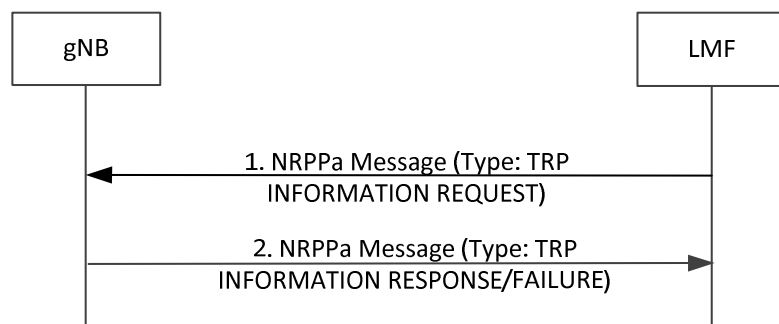 gNB
LMF
1. NRPPa Message (Type: TRP
INFORMATION REQUEST)
2. NRPPa Message (Type: TRP
INFORMATION RESPONSE/FAILURE)